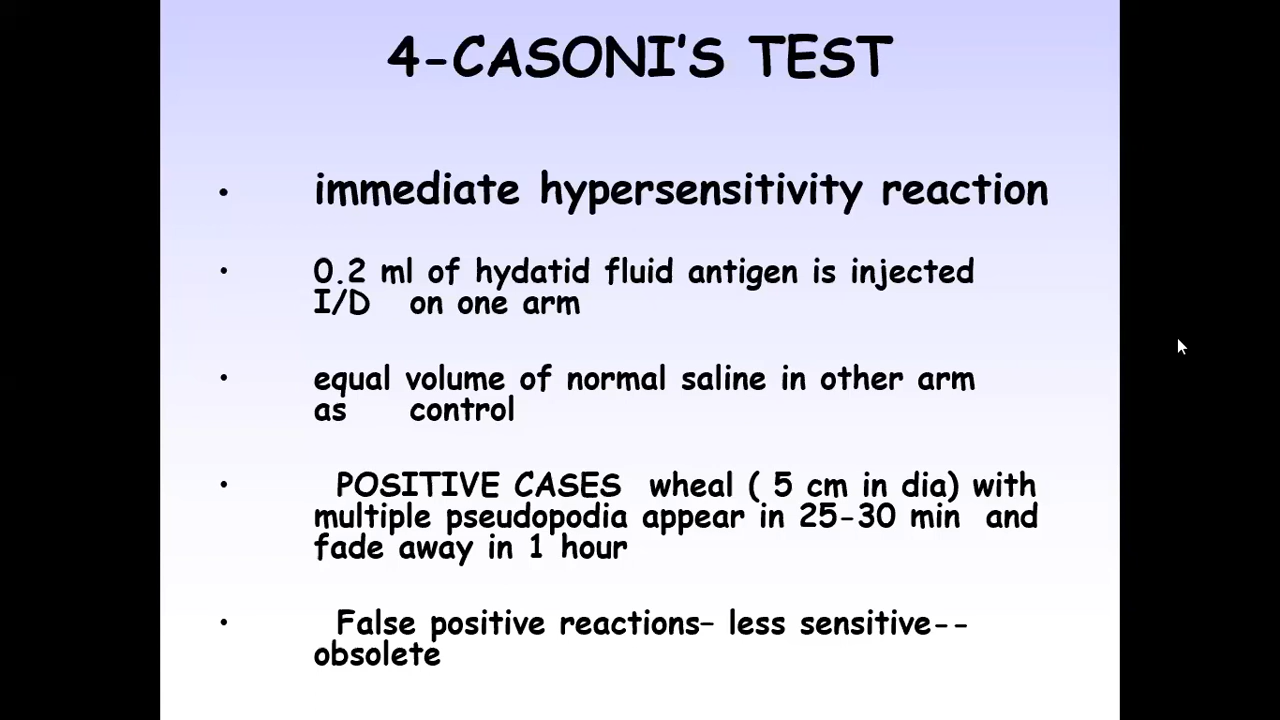 4-CASONI'S TEST
• immediate hypersensitivity reaction
• 0.2 ml of hydatid fluid antigen is injected
I/D on one arm
• equal volume of normal saline in other arm
as control
• POSITIVE CASES wheal ( 5 cm in dia) with
multiple pseudopodia appear in 25-30 min and
fade away in 1 hour
• False positive reactions- less sensitive--
obsolete